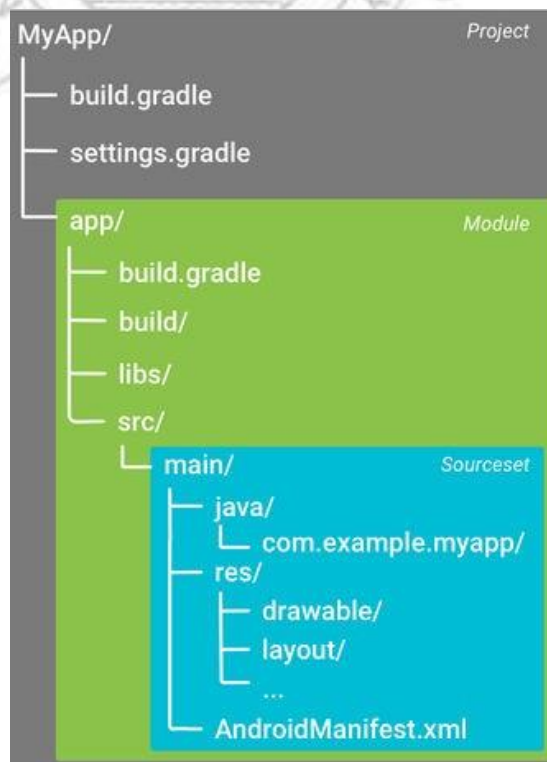 MyApp/ Project
build.gradle
settings.gradle
app/ Module
build.gradle
build/
libs/
src/
main/ Sourceset
java/
com.example.myapp/
res/
drawable/
layout/
...
AndroidManifest.xml